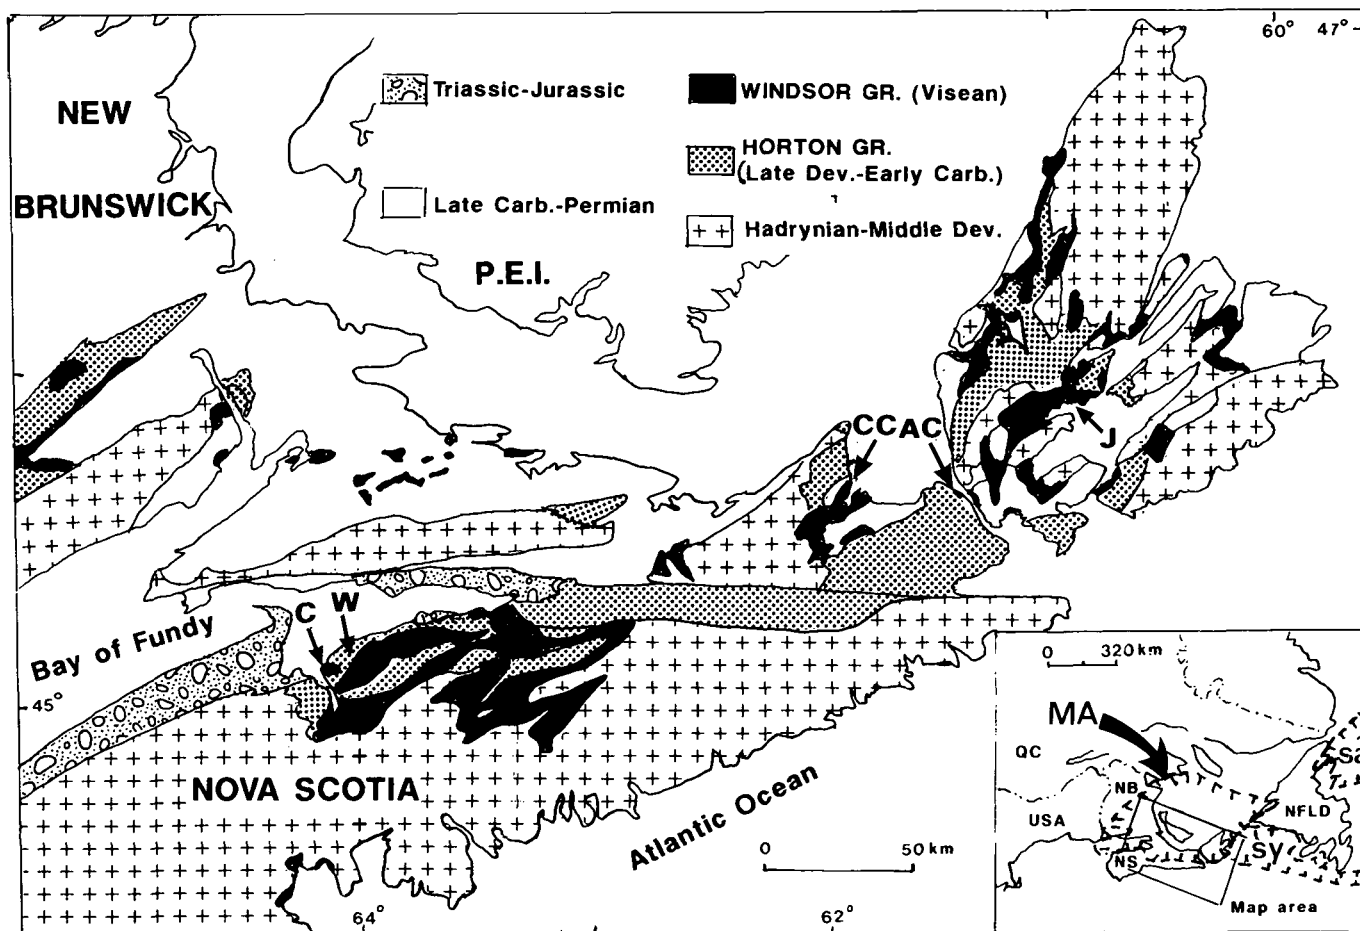 60° 47°
NEW
BRUNSWICK
Triassic-Jurassic
Late Carb.-Permian
WINDSOR GR. (Visean)
HORTON GR.
(Late Dev.-Early Carb.)
Hadrynian-Middle Dev.
P.E.I.
CC AC
J
C W
Bay of Fundy
45°
NOVA SCOTIA
Atlantic Ocean
0 50 km
64° 62°
0 320 km
MA
QC
NB
USA
NFLD
NS
SY
Map area